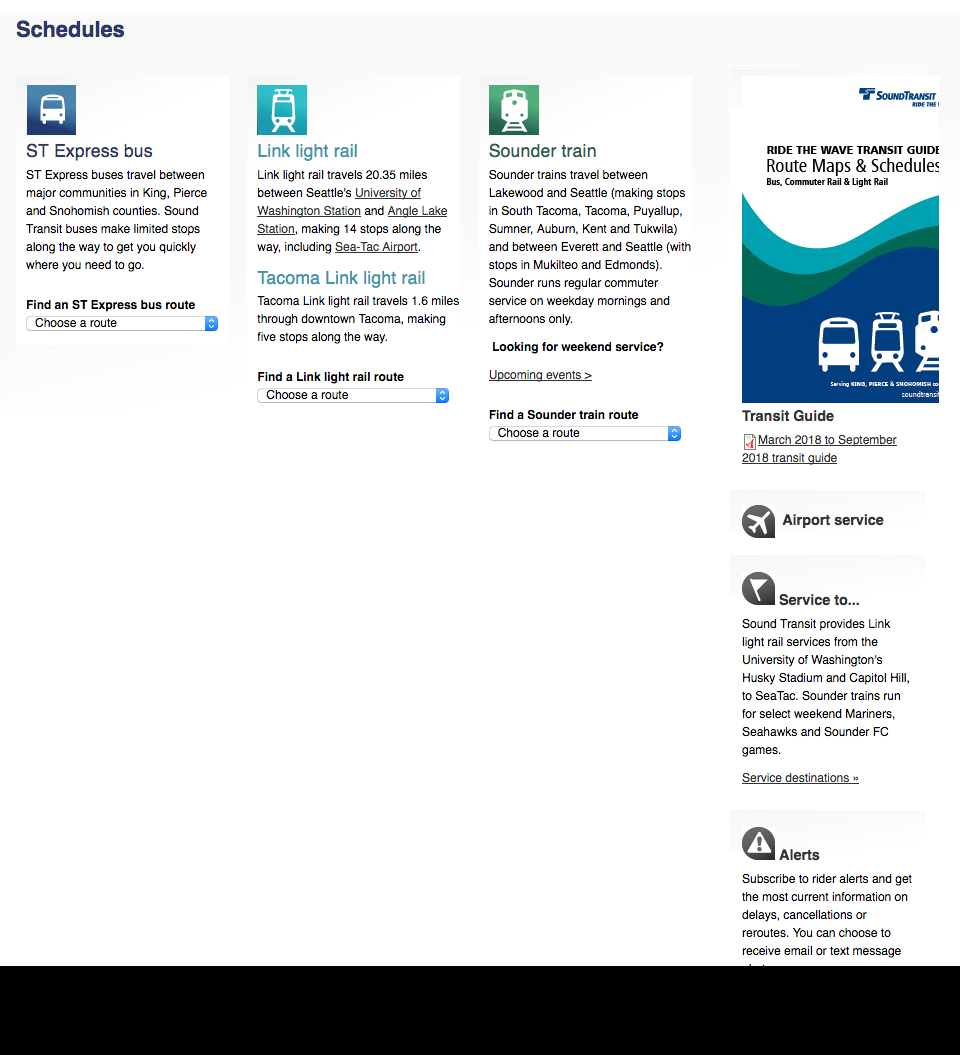 Schedules
ST Express bus
ST Express buses travel between
major communities in King, Pierce
and Snohomish counties. Sound
Transit buses make limited stops
along the way to get you quickly
where you need to go.
Find an ST Express bus route
Choose a route
Link light rail
Link light rail travels 20.35 miles
between Seattle's University of
Washington Station and Angle Lake
Station, making 14 stops along the
way, including Sea-Tac Airport.
Tacoma Link light rail
Tacoma Link light rail travels 1.6 miles
through downtown Tacoma, making
five stops along the way.
Find a Link light rail route
Choose a route
Sounder train
Sounder trains travel between
Lakewood and Seattle (making stops
in South Tacoma, Tacoma, Puyallup,
Sumner, Auburn, Kent and Tukwila)
and between Everett and Seattle (with
stops in Mukilteo and Edmonds).
Sounder runs regular commuter
service on weekday mornings and
afternoons only.
Looking for weekend service?
Upcoming events >
Find a Sounder train route
Choose a route
SOUNDTRANSIT
RIDE THE
RIDE THE WAVE TRANSIT GUIDE
Route Maps & Schedules
Bus, Commuter Rail & Light Rail
Serving KING, PIERCE & SNOHOMISH
soundtransit
Transit Guide
March 2018 to September
2018 transit guide
Airport service
Service to...
Sound Transit provides Link
light rail services from the
University of Washington's
Husky Stadium and Capitol Hill,
to SeaTac. Sounder trains run
for select weekend Mariners,
Seahawks and Sounder FC
games.
Service destinations »
Alerts
Subscribe to rider alerts and get
the most current information on
delays, cancellations or
reroutes. You can choose to
receive email or text message